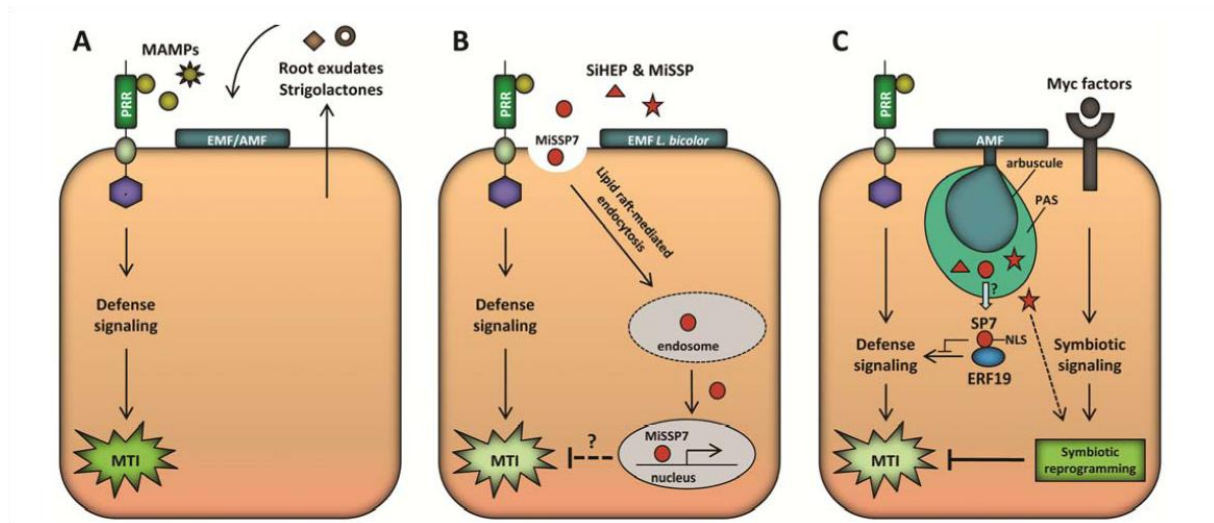 A
MAMPs
PRR
Root exudates
Strigolactones
EMF/AMF
Defense
signaling
MTI
B
SiHEP & MiSSP
PRR
MiSSP7
EMF L. bicolor
Lipid raft-mediated
endocytosis
Defense
signaling
endosome
MTI
?
MiSSP7
nucleus
C
Myc factors
PRR
AMF
arbuscule
PAS
?
SP7
NLS
ERF19
Defense
signaling
Symbiotic
signaling
MTI
Symbiotic
reprogramming